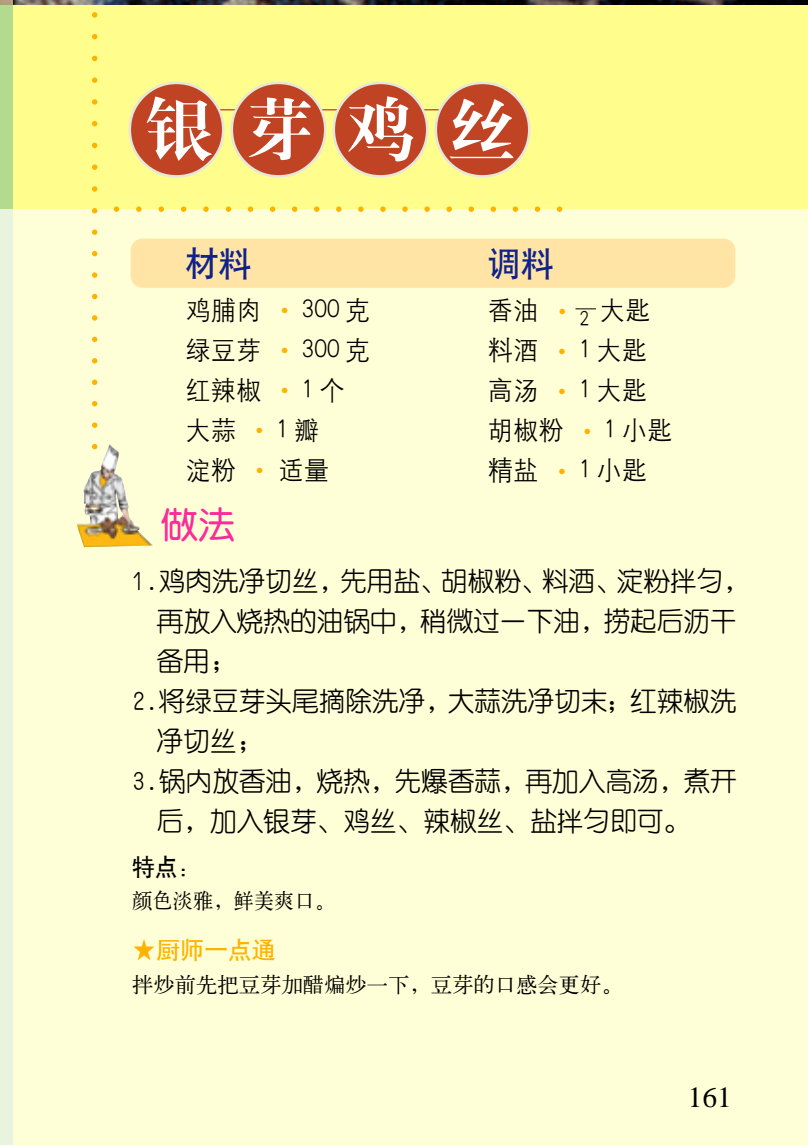 银芽鸡丝
材料 调料
鸡脯肉 • 300 克 香油 • —2 大匙
绿豆芽 • 300 克 料酒 • 1 大匙
红辣椒 • 1 个 高汤 • 1 大匙
大蒜 • 1 瓣 胡椒粉 • 1 小匙
淀粉 • 适量 精盐 • 1 小匙
做法
1.鸡肉洗净切丝，先用盐、胡椒粉、料酒、淀粉拌匀，
再放入烧热的油锅中，稍微过一下油，捞起后沥干
备用；
2.将绿豆芽头尾摘除洗净，大蒜洗净切末；红辣椒洗
净切丝；
3.锅内放香油，烧热，先爆香蒜，再加入高汤，煮开
后，加入银芽、鸡丝、辣椒丝、盐拌匀即可。
特点：
颜色淡雅，鲜美爽口。
★厨师一点通
拌炒前先把豆芽加醋煸炒一下，豆芽的口感会更好。
161